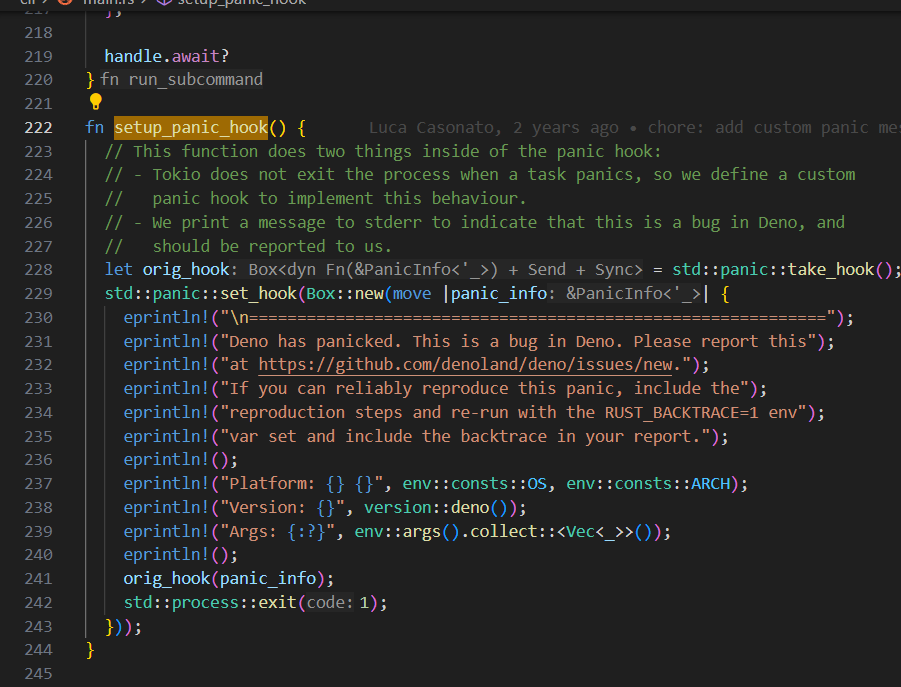 cli > main.rs > setup_panic_hook
217 };
218
219 handle.await?
220 } fn run_subcommand
221
222 fn setup_panic_hook() { Luca Casonato, 2 years ago • chore: add custom panic mes
223 // This function does two things inside of the panic hook:
224 // - Tokio does not exit the process when a task panics, so we define a custom
225 //   panic hook to implement this behaviour.
226 // - We print a message to stderr to indicate that this is a bug in Deno, and
227 //   should be reported to us.
228 let orig_hook: Box<dyn Fn(&PanicInfo<'_>) + Send + Sync> = std::panic::take_hook();
229 std::panic::set_hook(Box::new(move |panic_info: &PanicInfo<'_>| {
230 eprintln!("\n============================================================");
231 eprintln!("Deno has panicked. This is a bug in Deno. Please report this");
232 eprintln!("at https://github.com/denoland/deno/issues/new.");
233 eprintln!("If you can reliably reproduce this panic, include the");
234 eprintln!("reproduction steps and re-run with the RUST_BACKTRACE=1 env");
235 eprintln!("var set and include the backtrace in your report.");
236 eprintln!();
237 eprintln!("Platform: {} {}", env::consts::OS, env::consts::ARCH);
238 eprintln!("Version: {}", version::deno());
239 eprintln!("Args: {:?}", env::args().collect::<Vec<_>>());
240 eprintln!();
241 orig_hook(panic_info);
242 std::process::exit(code: 1);
243 }));
244 }
245